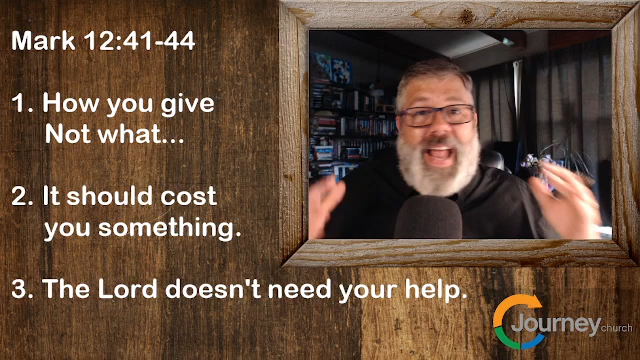 Mark 12:41-44
1. How you give
Not what...
2. It should cost
you something.
3. The Lord doesn't need your help.
Journey church